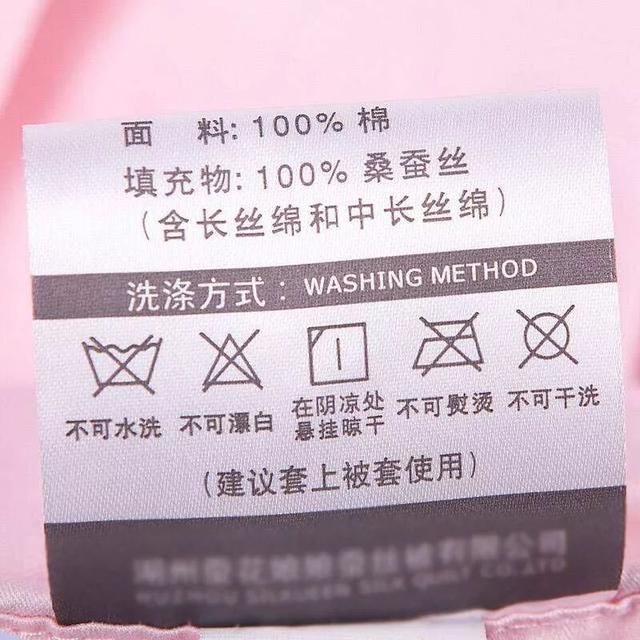 面 料: 100% 棉
填充物: 100% 桑蚕丝
（含长丝绵和中长丝绵）
洗涤方式： WASHING METHOD
不可水洗 不可漂白 在阴凉处悬挂晾干 不可熨烫 不可干洗
（建议套上被套使用）